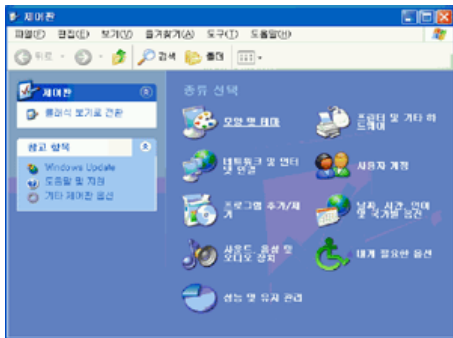 제어판
파일(F) 편집(E) 보기(V) 즐겨찾기(A) 도구(T) 도움말(H)
뒤로 검색 폴더
제어판
클래식 보기로 전환
참고 항목
Windows Update
도움말 및 지원
기타 제어판 옵션
종류 선택
모양 및 테마
프린터 및 기타 하
드웨어
네트워크 및 인터
넷 연결
사용자 계정
프로그램 추가/제
거
날짜, 시간, 언어
및 국가별 옵션
사운드, 음성 및
오디오 장치
내게 필요한 옵션
성능 및 유지 관리